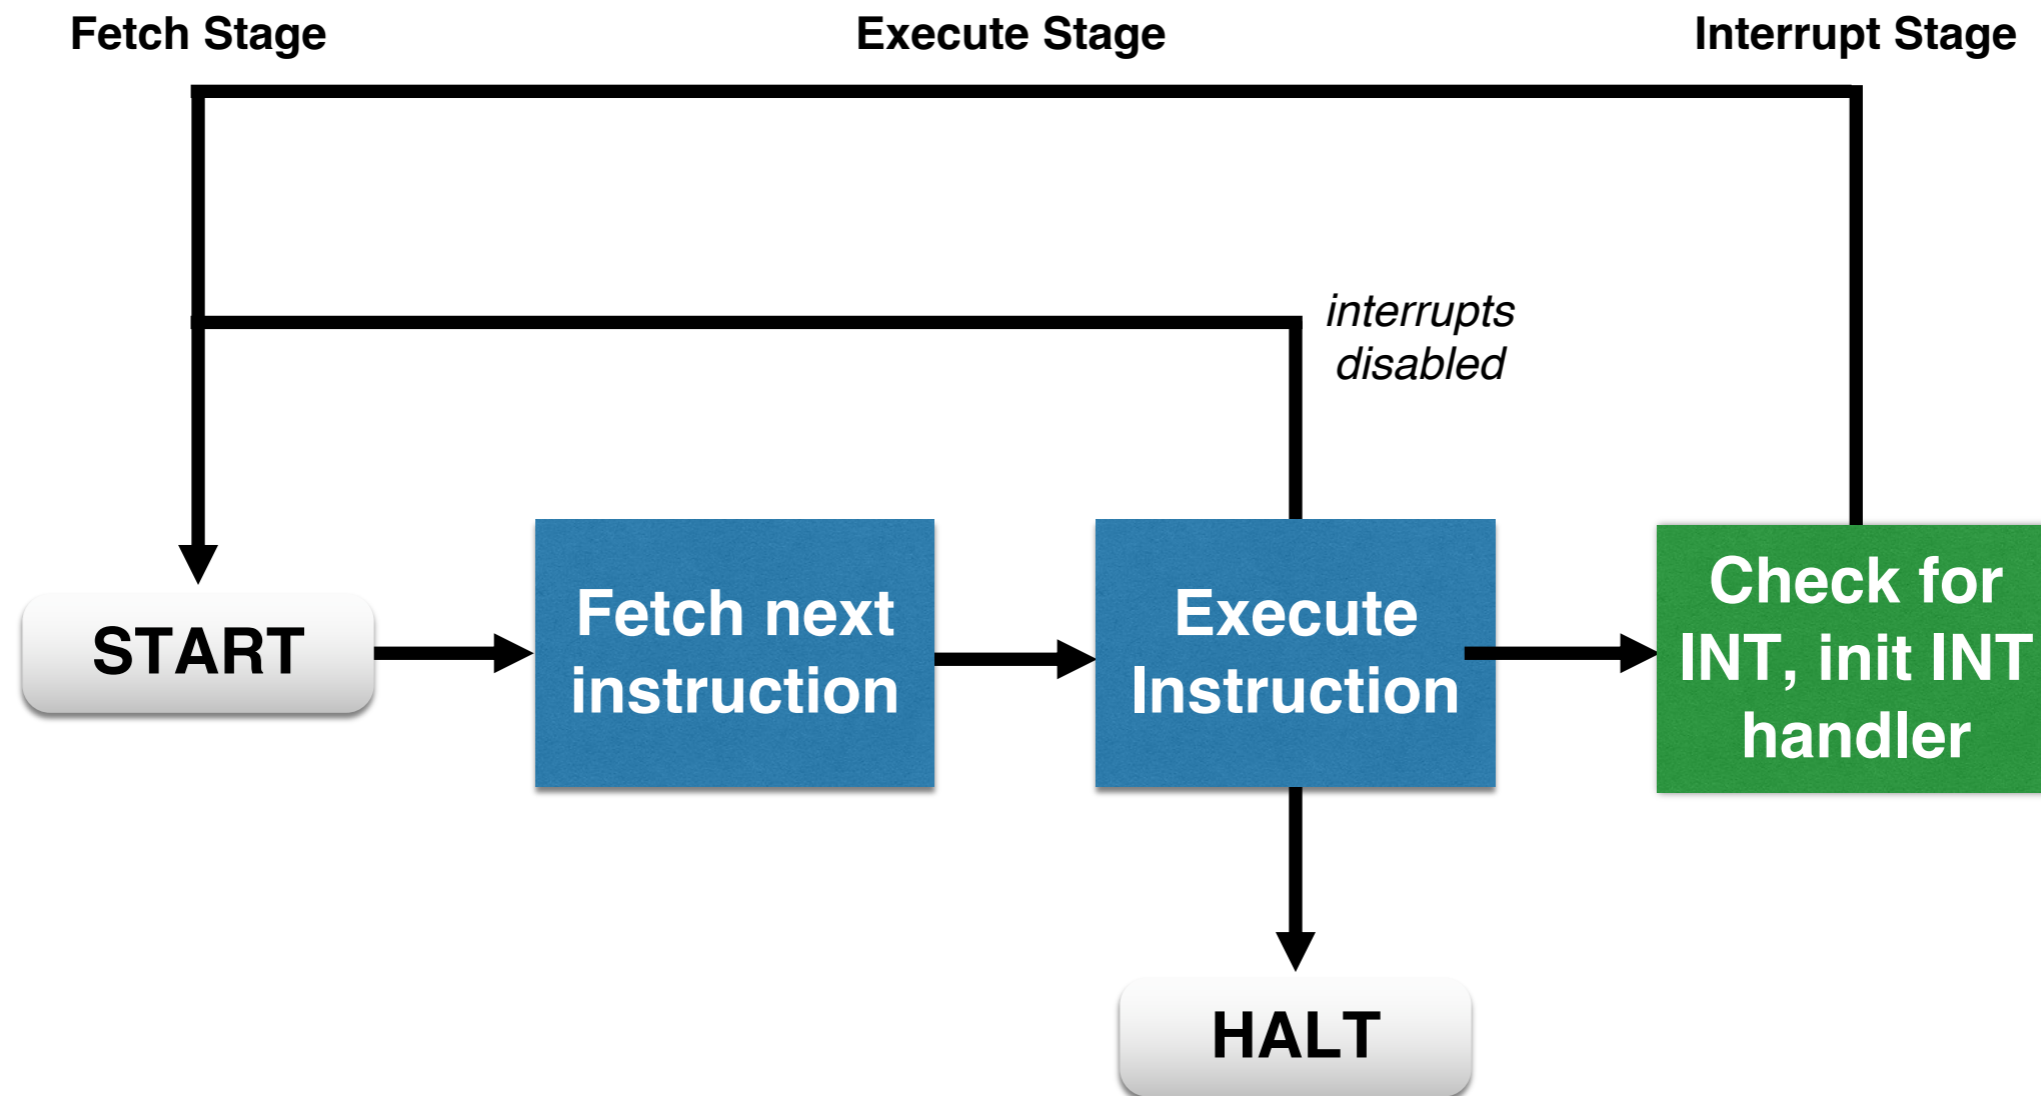 Fetch Stage
Execute Stage
Interrupt Stage
interrupts
disabled
START
Fetch next
instruction
Execute
Instruction
Check for
INT, init INT
handler
HALT